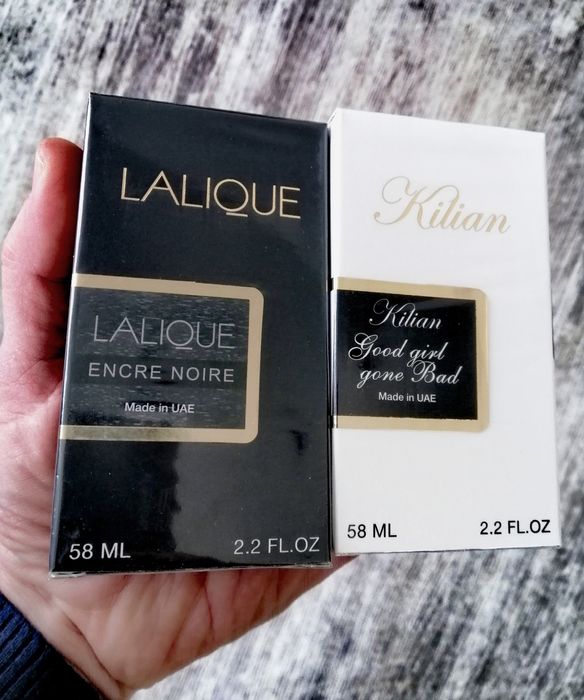 LALIQUE
LALIQUE
ENCRE NOIRE
Made in UAE
58 ML
2.2 FL.OZ
Kilian
Kilian
Good girl
gone Bad
Made in UAE
58 ML
2.2 FL.OZ